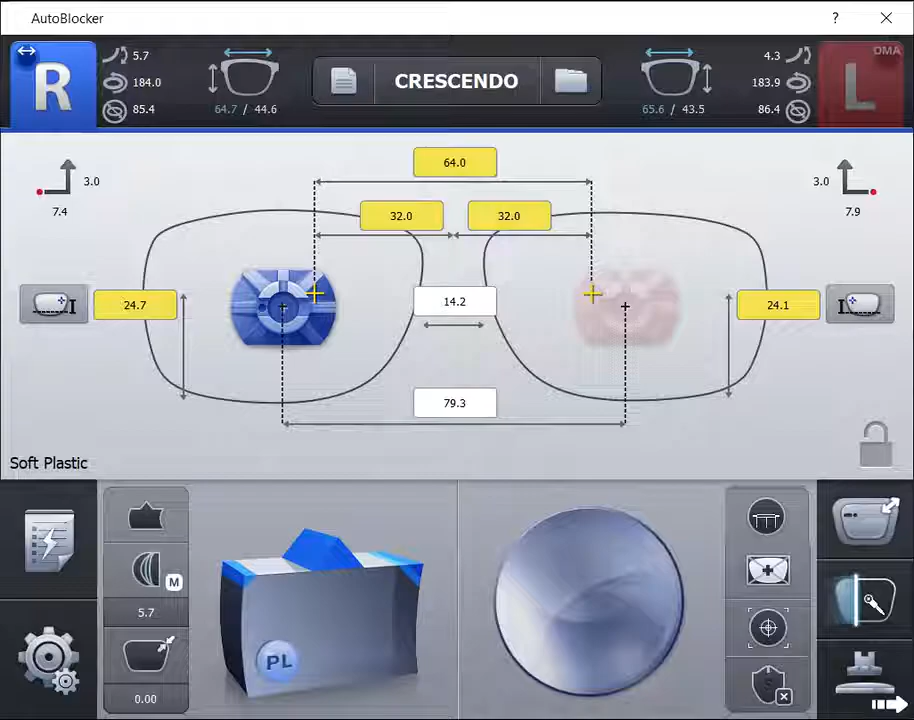 AutoBlocker
?
R
5.7
184.0
85.4
64.7 / 44.6
CRESCENDO
65.6 / 43.5
4.3
183.9
86.4
OMA
L
64.0
3.0
7.4
3.0
7.9
32.0
32.0
24.7
14.2
24.1
79.3
Soft Plastic
M
5.7
0.00
PL
S